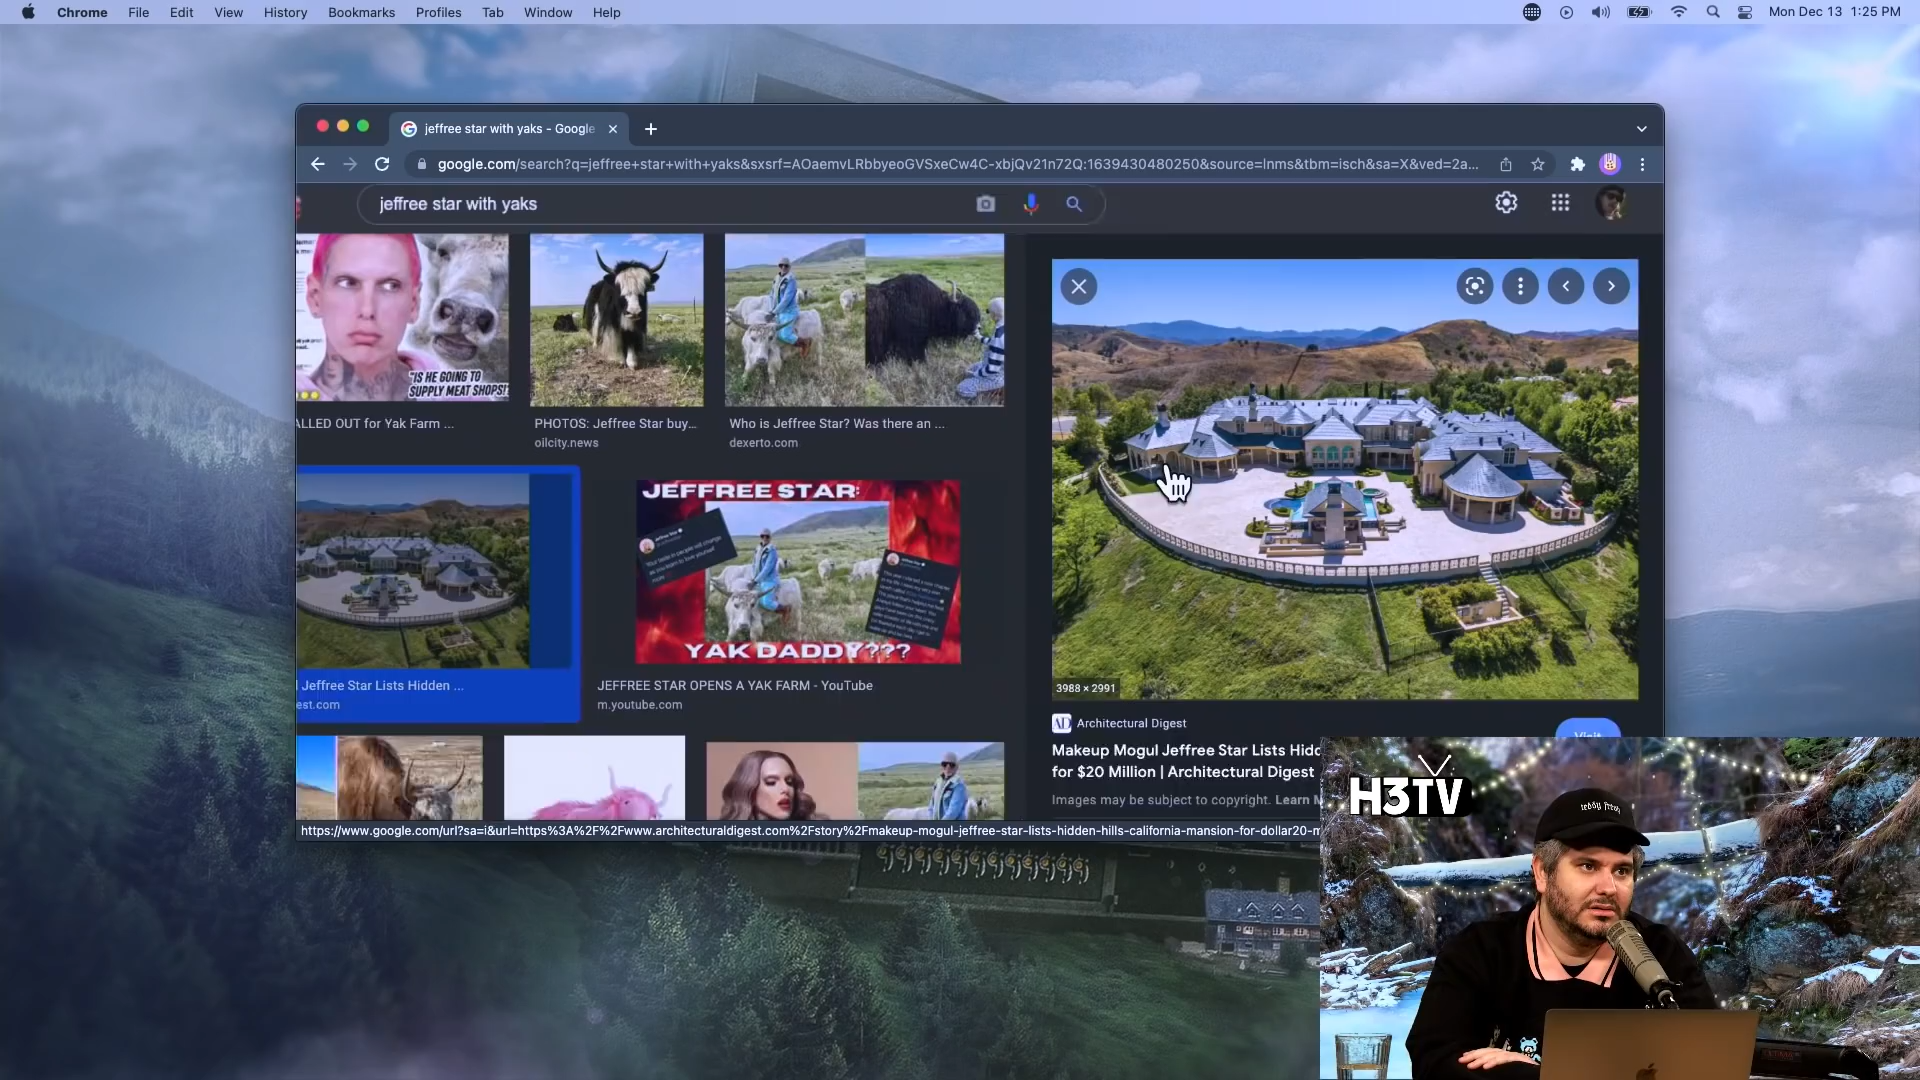 Chrome File Edit View History Bookmarks Profiles Tab Window Help
Mon Dec 13 1:25 PM
jeffree star with yaks - Google
google.com/search?q=jeffree+star+with+yaks&sxsrf=AOaemvLRbbyeoGVSxeCw4C-xbjQv21n72Q:1639430480250&source=lnms&tbm=isch&sa=X&ved=2a...
jeffree star with yaks
"IS HE GOING TO
SUPPLY MEAT SHOPS!
ALLED OUT for Yak Farm ...
PHOTOS: Jeffree Star buy...
oilcity.news
Who is Jeffree Star? Was there an ...
dexerto.com
JEFFREE STAR:
YAK DADDY???
Jeffree Star Lists Hidden ...
est.com
JEFFREE STAR OPENS A YAK FARM - YouTube
m.youtube.com
3988 × 2991
AD Architectural Digest
Visit
Makeup Mogul Jeffree Star Lists Hidd
for $20 Million | Architectural Digest
Images may be subject to copyright. Learn M
https://www.google.com/url?sa=i&url=https%3A%2F%2Fwww.architecturaldigest.com%2Fstory%2Fmakeup-mogul-jeffree-star-lists-hidden-hills-california-mansion-for-dollar20-m
H3TV
teddy fresh